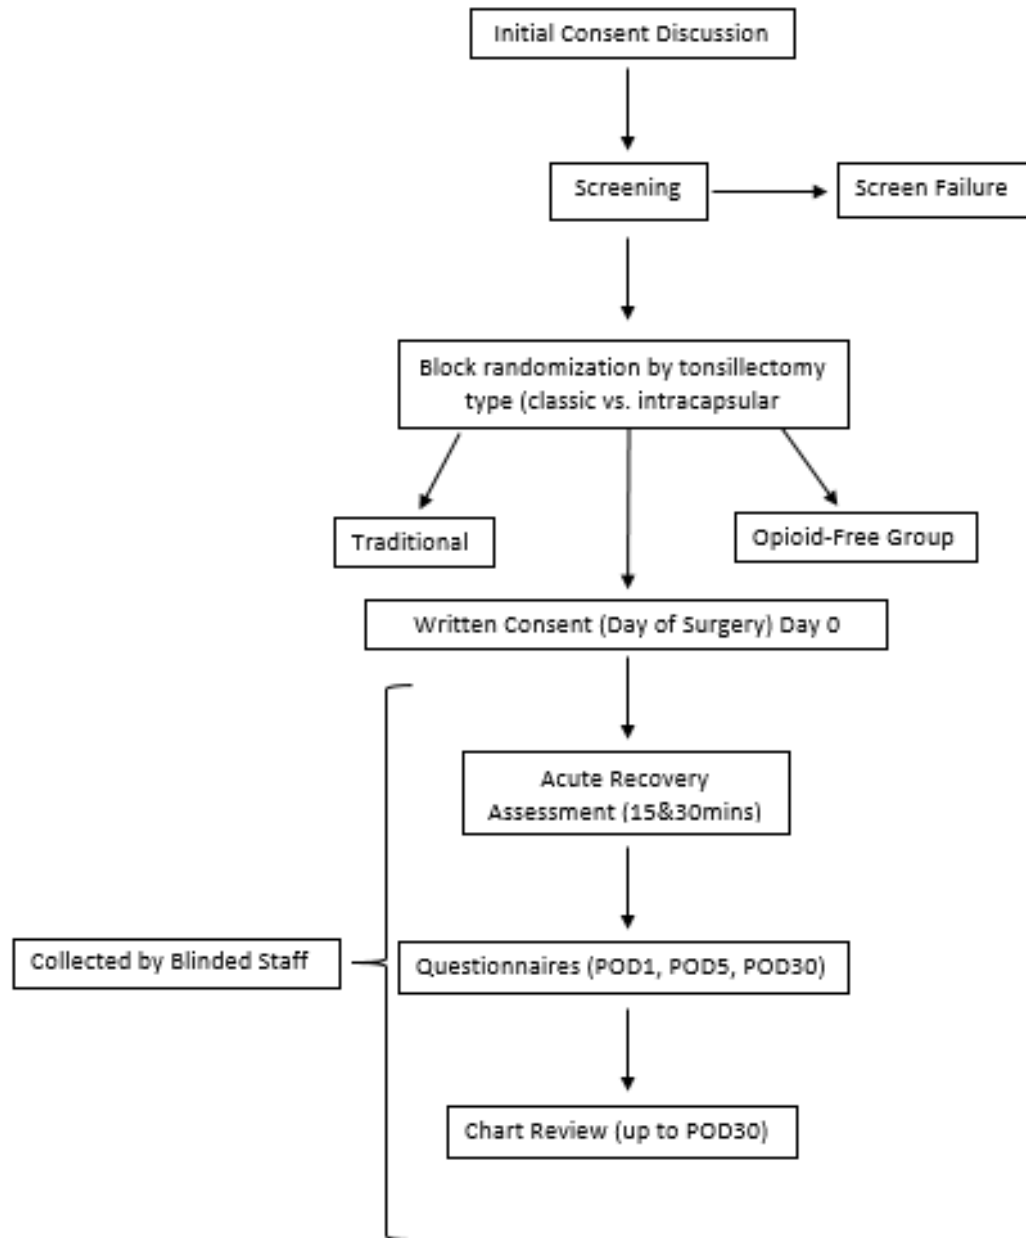 Initial Consent Discussion
Screening
Screen Failure
Block randomization by tonsillectomy
type (classic vs. intracapsular
Traditional
Opioid-Free Group
Written Consent (Day of Surgery) Day 0
Acute Recovery
Assessment (15&30mins)
Collected by Blinded Staff
Questionnaires (POD1, POD5, POD30)
Chart Review (up to POD30)